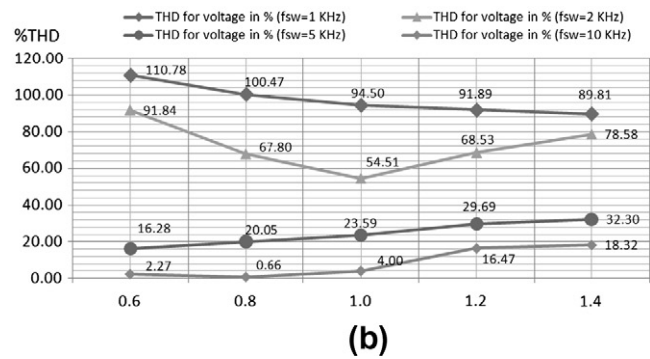 THD for voltage in % (fsw=1 KHz) THD for voltage in % (fsw=2 KHz)
THD for voltage in % (fsw=5 KHz) THD for voltage in % (fsw=10 KHz)
%THD
120.00
110.78 100.47 94.50 91.89 89.81
100.00
91.84
80.00
67.80 54.51 68.53 78.58
60.00
40.00
16.28 20.05 23.59 29.69 32.30
20.00
2.27 0.66 4.00 16.47 18.32
0.00
0.6 0.8 1.0 1.2 1.4
(b)